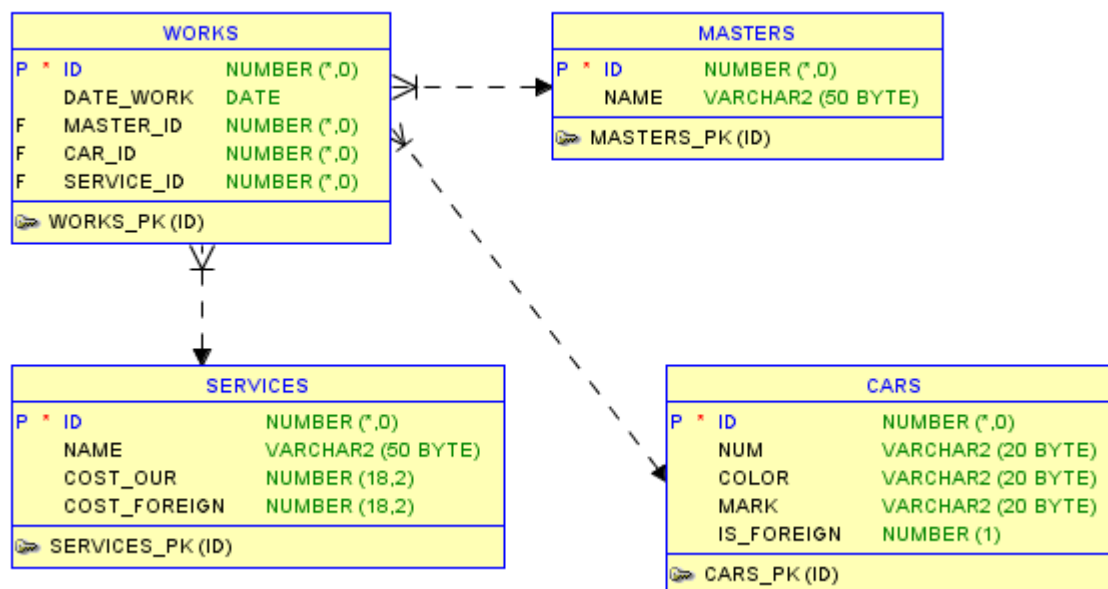 WORKS
P * ID NUMBER (*,0)
DATE_WORK DATE
F MASTER_ID NUMBER (*,0)
F CAR_ID NUMBER (*,0)
F SERVICE_ID NUMBER (*,0)
WORKS_PK (ID)
MASTERS
P * ID NUMBER (*,0)
NAME VARCHAR2 (50 BYTE)
MASTERS_PK (ID)
SERVICES
P * ID NUMBER (*,0)
NAME VARCHAR2 (50 BYTE)
COST_OUR NUMBER (18,2)
COST_FOREIGN NUMBER (18,2)
SERVICES_PK (ID)
CARS
P * ID NUMBER (*,0)
NUM VARCHAR2 (20 BYTE)
COLOR VARCHAR2 (20 BYTE)
MARK VARCHAR2 (20 BYTE)
IS_FOREIGN NUMBER (1)
CARS_PK (ID)